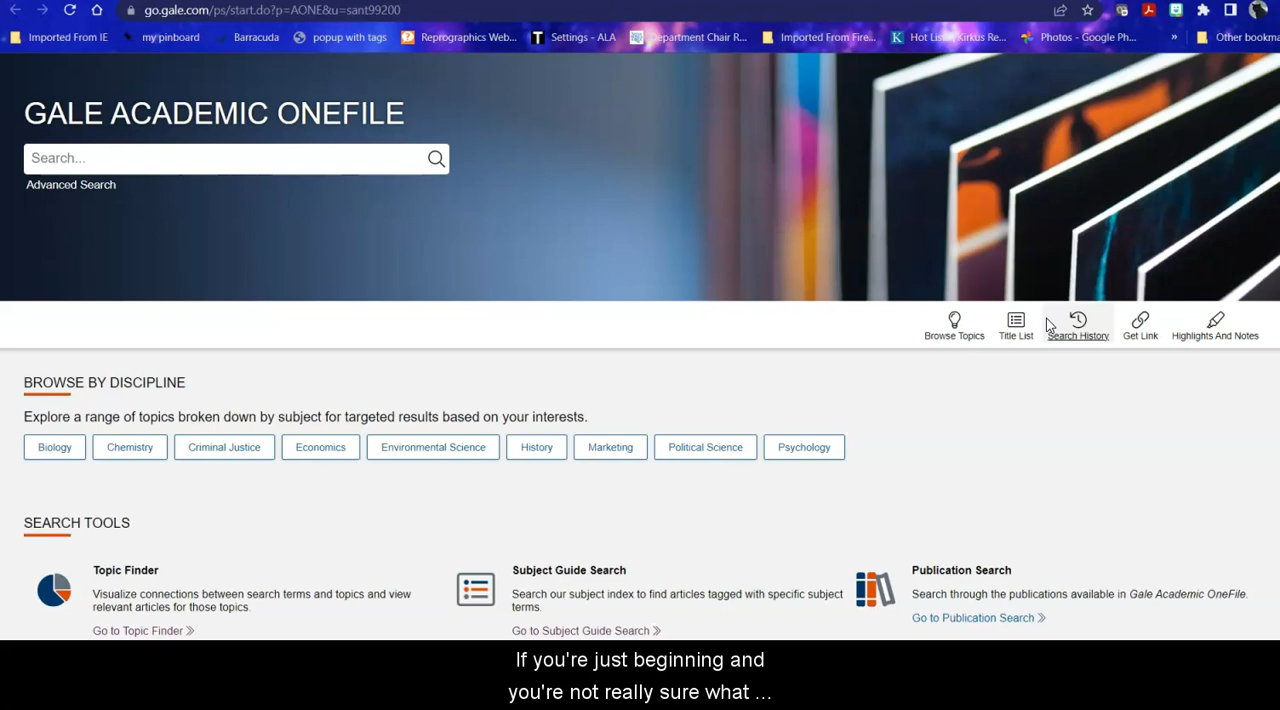 go.gale.com/ps/start.do?p=AONE&u=sant99200
Imported From IE my pinboard Barracuda popup with tags Reprographics Web... Settings - ALA Department Chair R... Imported From Fire... Hot List | Kirkus Re... Photos - Google Ph... » Other bookma
GALE ACADEMIC ONEFILE
Search...
Advanced Search
Browse Topics Title List Search History Get Link Highlights And Notes
BROWSE BY DISCIPLINE
Explore a range of topics broken down by subject for targeted results based on your interests.
Biology Chemistry Criminal Justice Economics Environmental Science History Marketing Political Science Psychology
SEARCH TOOLS
Topic Finder
Visualize connections between search terms and topics and view
relevant articles for those topics.
Go to Topic Finder »
Subject Guide Search
Search our subject index to find articles tagged with specific subject
terms.
Go to Subject Guide Search »
Publication Search
Search through the publications available in Gale Academic OneFile.
Go to Publication Search »
If you're just beginning and
you're not really sure what ...